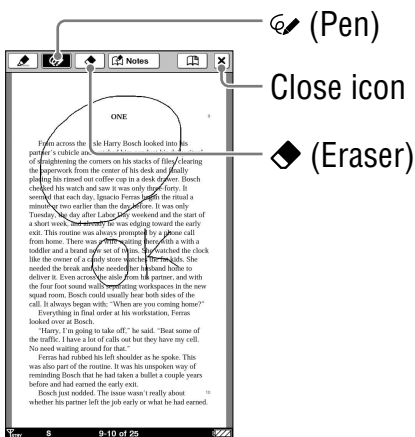 (Pen)
Close icon
(Eraser)
Notes
ONE
9
From across the aisle Harry Bosch looked into his
partner's cubicle and
of straightening the corners on his stacks of files, clearing
the paperwork from the center of his desk and finally
placing his rinsed out coffee cup in a desk drawer. Bosch
checked his watch and saw it was only three-forty. It
seemed that each day, Ignacio Ferras began the ritual a
minute or two earlier than the day before. It was only
Tuesday, the day after Labor Day weekend and the start of
a short week, and already he was edging toward the early
exit. This routine was always prompted by a phone call
from home. There was a wife waiting there with a with a
toddler and a brand new set of twins. She watched the clock
like the owner of a candy store watches the fat kids. She
needed the break and she needed her husband home to
deliver it. Even across the aisle from his partner, and with
the four foot sound walls separating workspaces in the new
squad room, Bosch could usually hear both sides of the
call. It always began with: "When are you coming home?"
Everything in final order at his workstation, Ferras
looked over at Bosch.
"Harry, I'm going to take off," he said. "Beat some of
the traffic. I have a lot of calls out but they have my cell.
No need waiting around for that."
Ferras had rubbed his left shoulder as he spoke. This
was also part of the routine. It was his unspoken way of
reminding Bosch that he had taken a bullet a couple years
before and had earned the early exit.
Bosch just nodded. The issue wasn't really about
10
whether his partner left the job early or what he had earned.
S
9-10 of 25